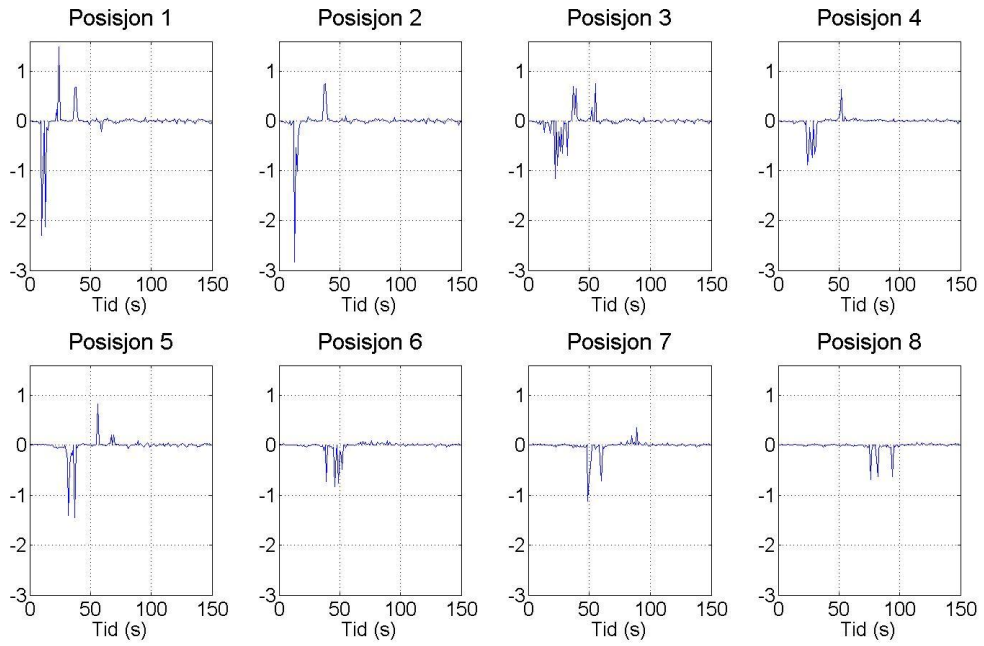 Posisjon 1 Posisjon 2 Posisjon 3 Posisjon 4
1 1 1 1
0 0 0 0
-1 -1 -1 -1
-2 -2 -2 -2
-3 -3 -3 -3
0 50 100 150 0 50 100 150 0 50 100 150 0 50 100 150
Tid (s) Tid (s) Tid (s) Tid (s)
Posisjon 5 Posisjon 6 Posisjon 7 Posisjon 8
1 1 1 1
0 0 0 0
-1 -1 -1 -1
-2 -2 -2 -2
-3 -3 -3 -3
0 50 100 150 0 50 100 150 0 50 100 150 0 50 100 150
Tid (s) Tid (s) Tid (s) Tid (s)